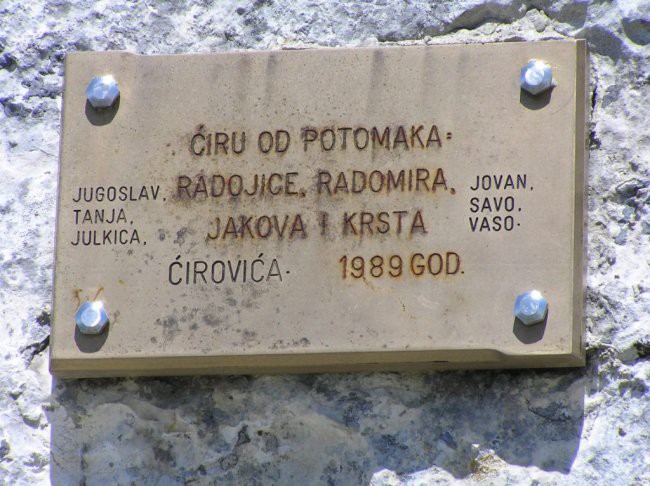 ĆIRU OD POTOMAKA:
RADOJICE, RADOMIRA,
JAKOVA I KRSTA
ĆIROVIĆA. 1989 GOD.
JUGOSLAV,
TANJA,
JULKICA,
JOVAN,
SAVO,
VASO.